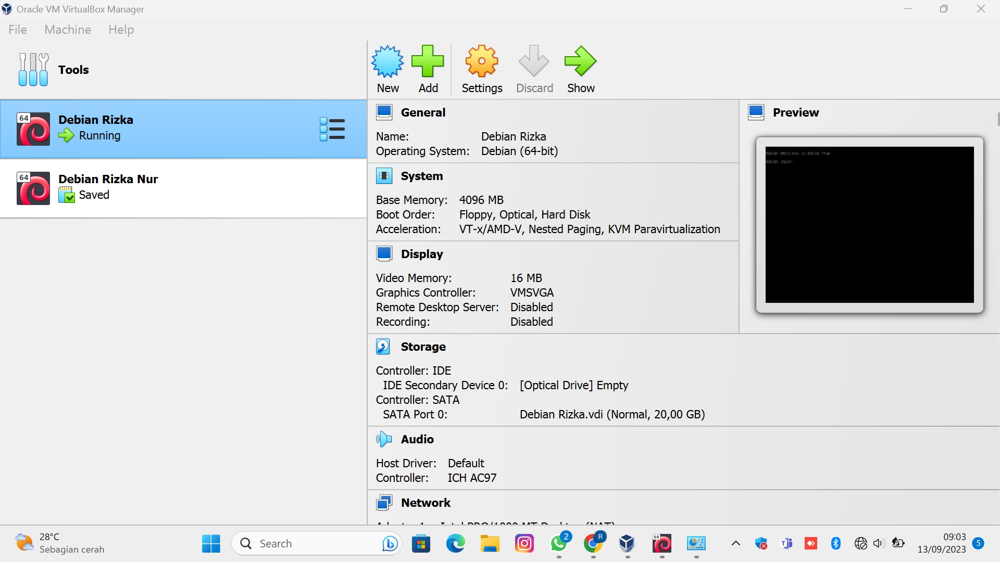 Oracle VM VirtualBox Manager
File Machine Help
Tools
New Add Settings Discard Show
64
Debian Rizka
Running
64
Debian Rizka Nur
Saved
General
Name: Debian Rizka
Operating System: Debian (64-bit)
System
Base Memory: 4096 MB
Boot Order: Floppy, Optical, Hard Disk
Acceleration: VT-x/AMD-V, Nested Paging, KVM Paravirtualization
Display
Video Memory: 16 MB
Graphics Controller: VMSVGA
Remote Desktop Server: Disabled
Recording: Disabled
Storage
Controller: IDE
IDE Secondary Device 0: [Optical Drive] Empty
Controller: SATA
SATA Port 0: Debian Rizka.vdi (Normal, 20,00 GB)
Audio
Host Driver: Default
Controller: ICH AC97
Network
Preview
28°C
Sebagian cerah
Search
2
R
64
09:03
13/09/2023
5